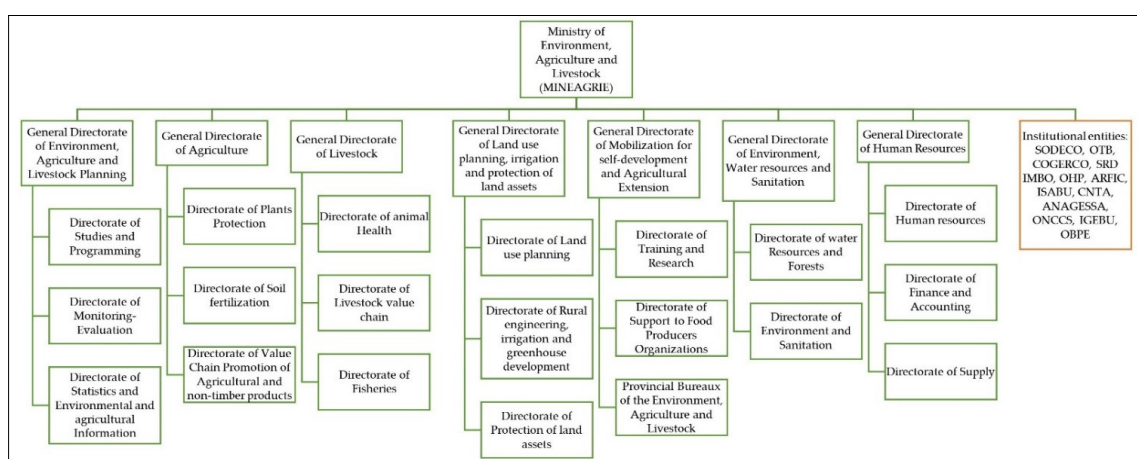 Ministry of
Environment,
Agriculture and
Livestock
(MINEAGRIE)
General Directorate
of Environment,
Agriculture and
Livestock Planning
Directorate of
Studies and
Programming
Directorate of
Monitoring-
Evaluation
Directorate of
Statistics and
Environmental and
agricultural
Information
General Directorate
of Agriculture
Directorate of Plants
Protection
Directorate of Soil
fertilization
Directorate of Value
Chain Promotion of
Agricultural and
non-timber products
General Directorate
of Livestock
Directorate of animal
Health
Directorate of
Livestock value
chain
Directorate of
Fisheries
General Directorate
of Land use
planning, irrigation
and protection of
land assets
Directorate of Land
use planning
Directorate of Rural
engineering,
irrigation and
greenhouse
development
Directorate of
Protection of land
assets
General Directorate
of Mobilization for
self-development
and Agricultural
Extension
Directorate of
Training and
Research
Directorate of
Support to Food
Producers
Organizations
Provincial Bureaux
of the Environment,
Agriculture and
Livestock
General Directorate
of Environment,
Water resources and
Sanitation
Directorate of water
Resources and
Forests
Directorate of
Environment and
Sanitation
General Directorate
of Human Resources
Directorate of
Human resources
Directorate of
Finance and
Accounting
Directorate of Supply
Institutional entities:
SODECO, OTB,
COGERCO, SRD
IMBO, OHP, ARFIC,
ISABU, CNTA,
ANAGESSA,
ONCCS, IGEBU,
OBPE